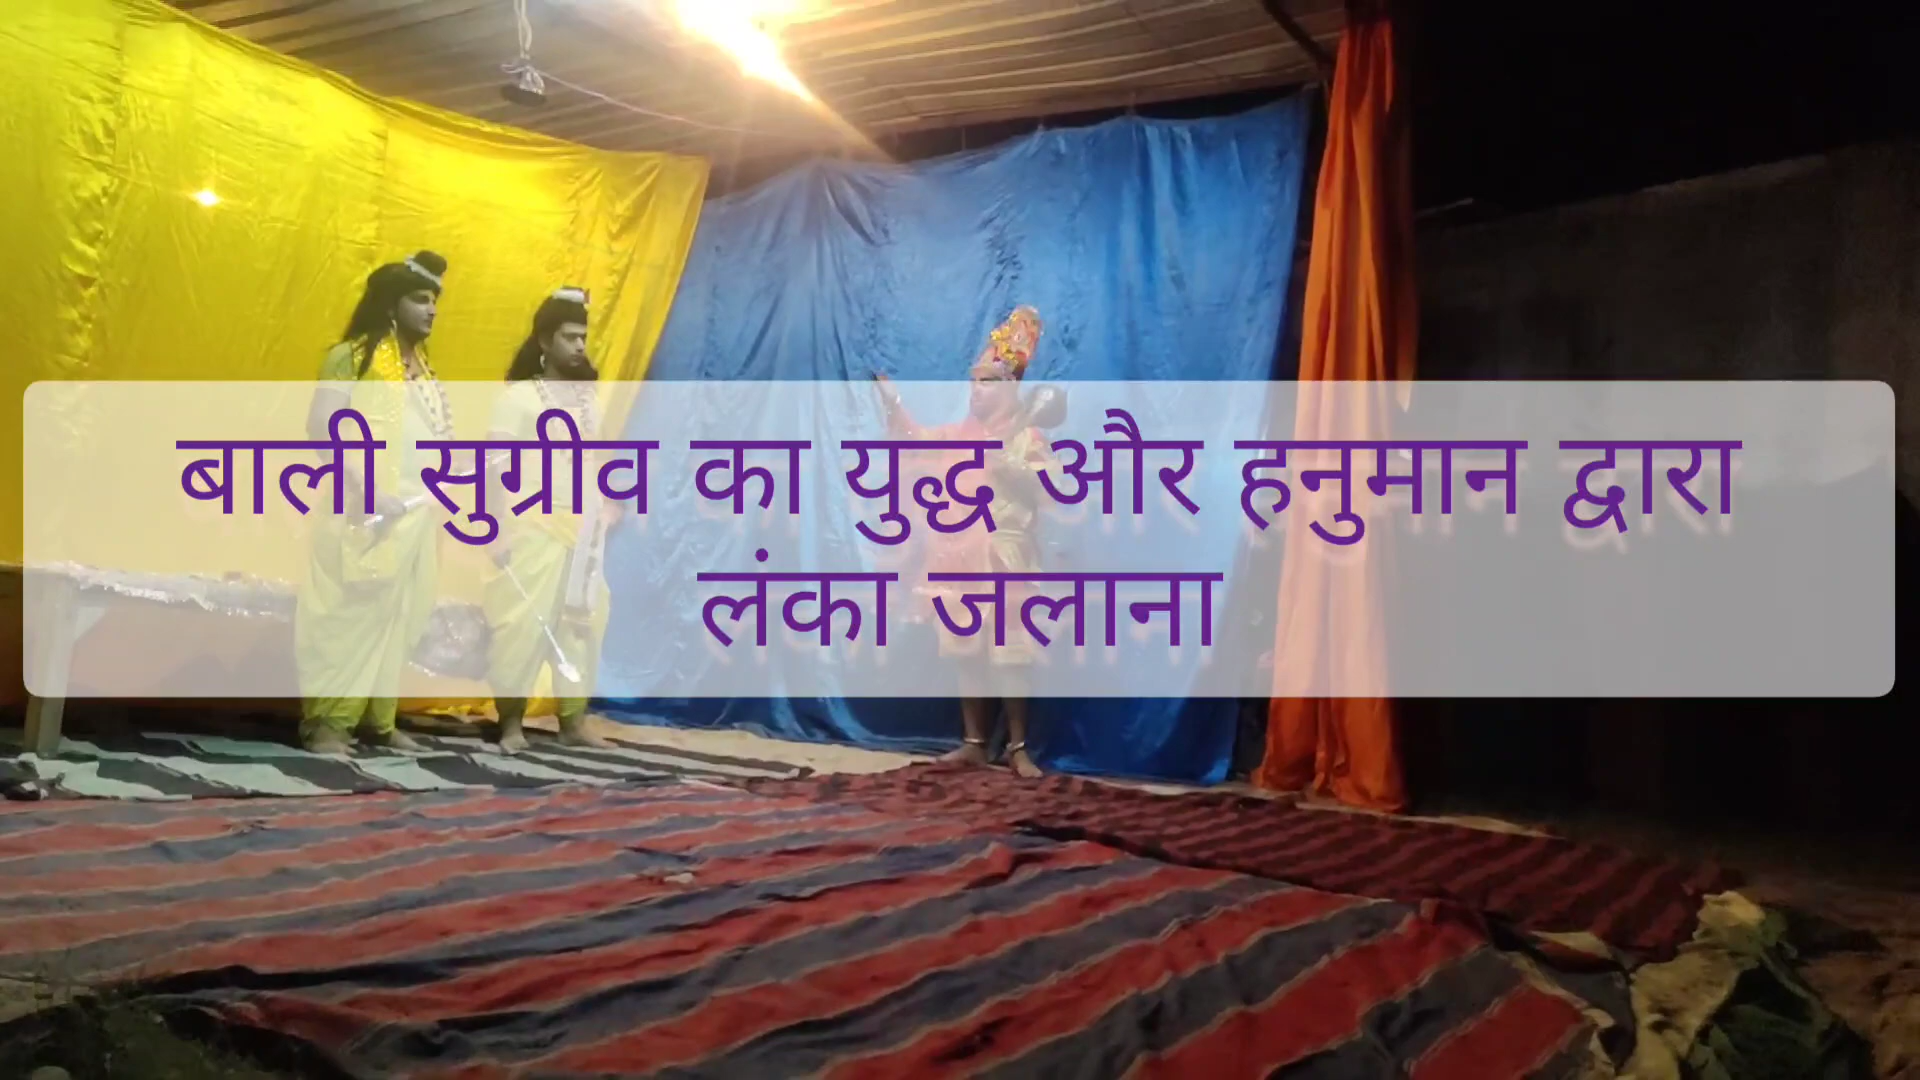 बाली सुग्रीव का युद्ध और हनुमान द्वारा
लंका जलाना